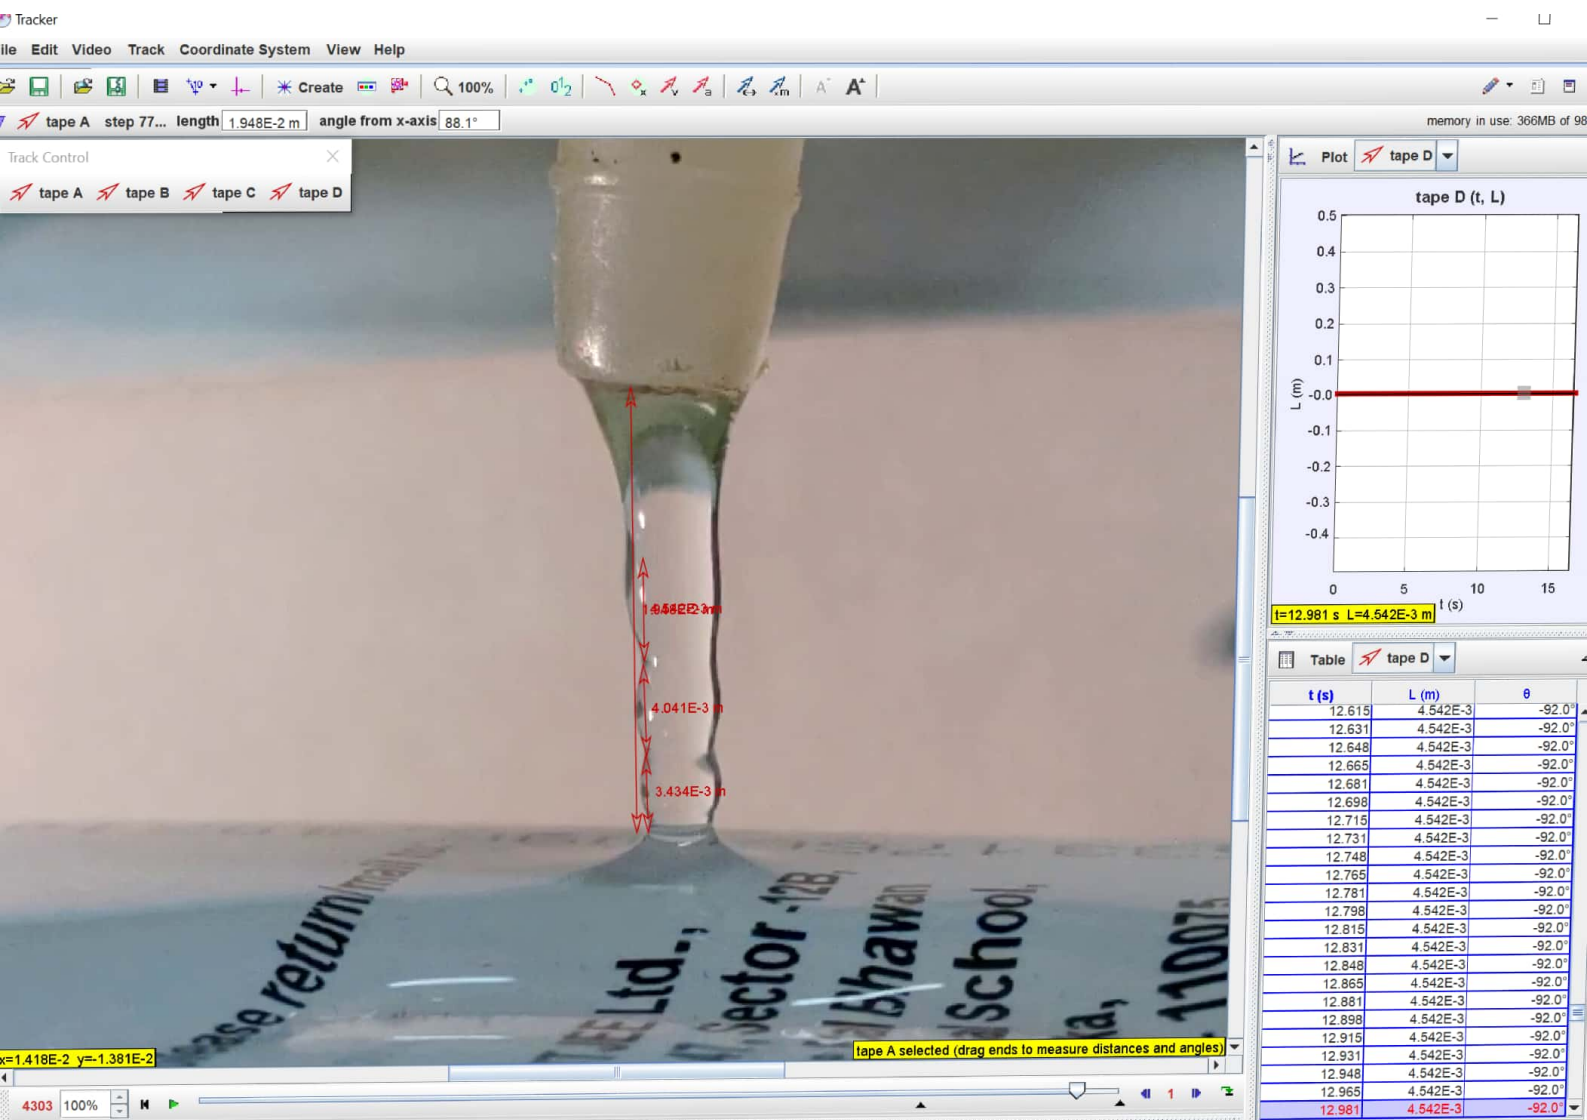 Tracker
ile Edit Video Track Coordinate System View Help
Create 100%
tape A step 77... length 1.948E-2 m angle from x-axis 88.1°
memory in use: 366MB of 98
Track Control
tape A tape B tape C tape D
Plot tape D
tape D (t, L)
0.5
0.4
0.3
0.2
0.1
-0.0
-0.1
-0.2
-0.3
-0.4
L (m)
0 5 10 15
t (s)
t=12.981 s L=4.542E-3 m
4.041E-3 m
3.434E-3 m
Table tape D
t (s) L (m) θ
12.615 4.542E-3 -92.0°
12.631 4.542E-3 -92.0°
12.648 4.542E-3 -92.0°
12.665 4.542E-3 -92.0°
12.681 4.542E-3 -92.0°
12.698 4.542E-3 -92.0°
12.715 4.542E-3 -92.0°
12.731 4.542E-3 -92.0°
12.748 4.542E-3 -92.0°
12.765 4.542E-3 -92.0°
12.781 4.542E-3 -92.0°
12.798 4.542E-3 -92.0°
12.815 4.542E-3 -92.0°
12.831 4.542E-3 -92.0°
12.848 4.542E-3 -92.0°
12.865 4.542E-3 -92.0°
12.881 4.542E-3 -92.0°
12.898 4.542E-3 -92.0°
12.915 4.542E-3 -92.0°
12.931 4.542E-3 -92.0°
12.948 4.542E-3 -92.0°
12.965 4.542E-3 -92.0°
12.981 4.542E-3 -92.0°
ase return/mail
Ltd.,
Sector -12B,
Bhawan
School,
110075
x=1.418E-2 y=-1.381E-2
tape A selected (drag ends to measure distances and angles)
4303 100% 1